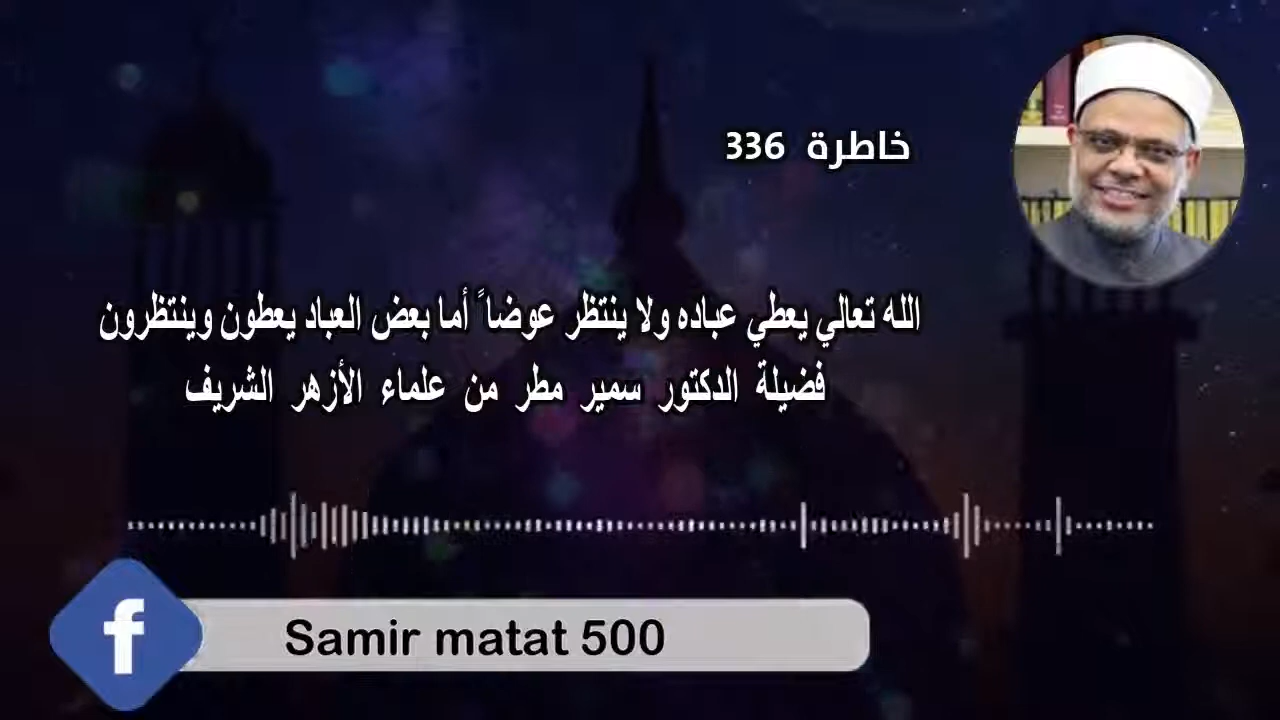 خاطرة 336
الله تعالي يعطي عباده ولا ينتظر عوضا ً أما بعض العباد يعطون وينتظرون
فضيلة الدكتور سمير مطر من علماء الأزهر الشريف
f
Samir matat 500